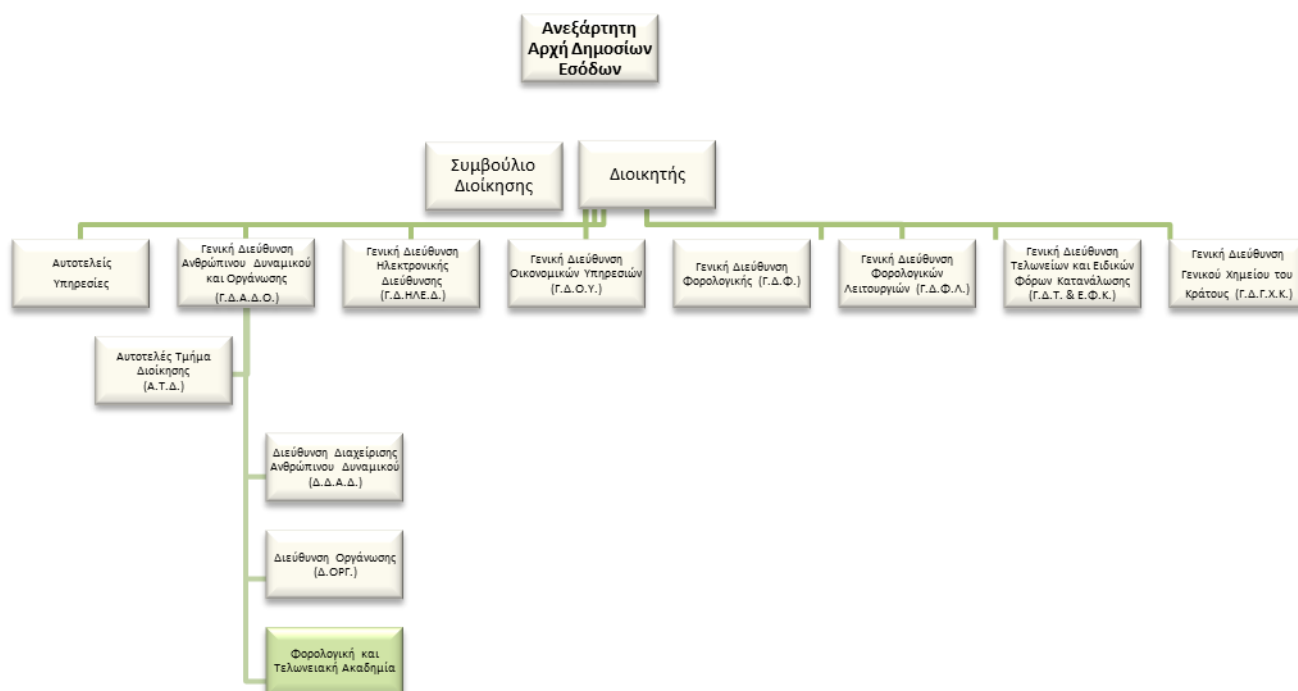 Ανεξάρτητη
Αρχή Δημοσίων
Εσόδων
Συμβούλιο
Διοίκησης
Διοικητής
Αυτοτελείς
Υπηρεσίες
Γενική Διεύθυνση
Ανθρώπινου Δυναμικού
και Οργάνωσης
(Γ.Δ.Α.Δ.Ο.)
Γενική Διεύθυνση
Ηλεκτρονικής
Διεύθυνσης
(Γ.Δ.ΗΛΕ.Δ.)
Γενική Διεύθυνση
Οικονομικών Υπηρεσιών
(Γ.Δ.Ο.Υ.)
Γενική Διεύθυνση
Φορολογικής (Γ.Δ.Φ.)
Γενική Διεύθυνση
Φορολογικών
Λειτουργιών (Γ.Δ.Φ.Λ.)
Γενική Διεύθυνση
Τελωνείων και Ειδικών
Φόρων Κατανάλωσης
(Γ.Δ.Τ. & Ε.Φ.Κ.)
Γενική Διεύθυνση
Γενικού Χημείου του
Κράτους (Γ.Δ.Γ.Χ.Κ.)
Αυτοτελές Τμήμα
Διοίκησης
(Α.Τ.Δ.)
Διεύθυνση Διαχείρισης
Ανθρώπινου Δυναμικού
(Δ.Δ.Α.Δ.)
Διεύθυνση Οργάνωσης
(Δ.ΟΡΓ.)
Φορολογική και
Τελωνειακή Ακαδημία